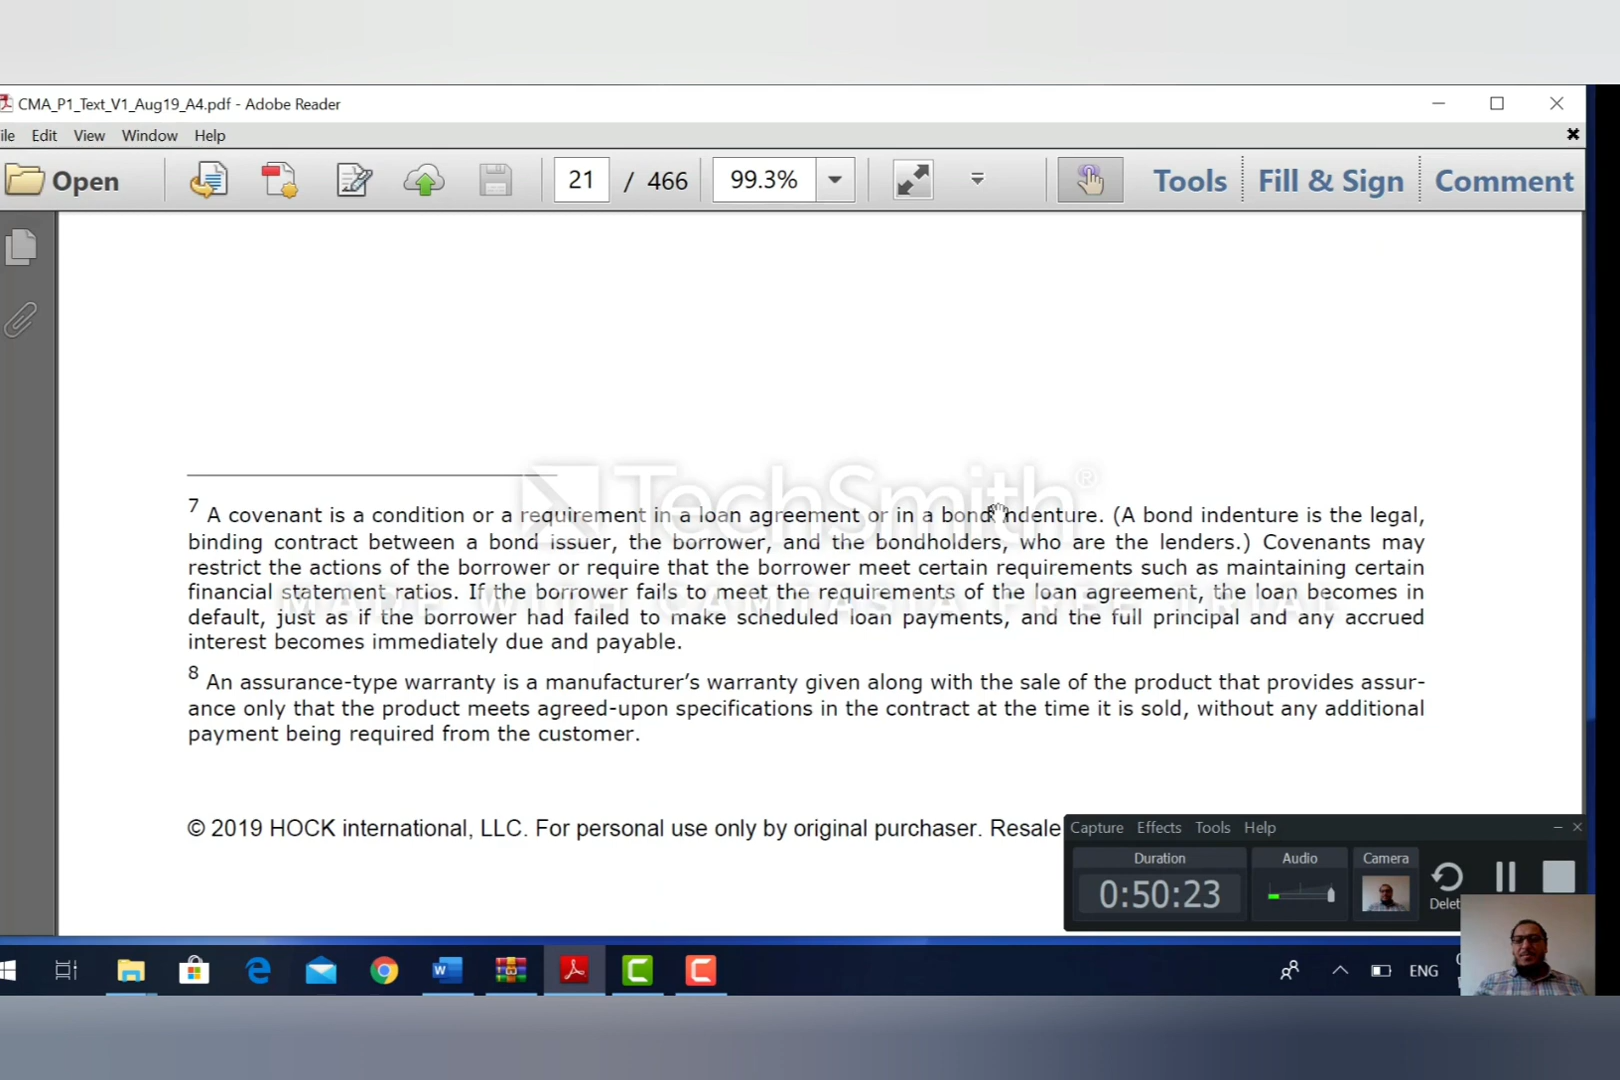 CMA_P1_Text_V1_Aug19_A4.pdf - Adobe Reader
ile Edit View Window Help
Open 21 / 466 99.3% Tools Fill & Sign Comment
TechSmith®
MADE WITH CAMTASIA FREE TRIAL
7 A covenant is a condition or a requirement in a loan agreement or in a bond indenture. (A bond indenture is the legal,
binding contract between a bond issuer, the borrower, and the bondholders, who are the lenders.) Covenants may
restrict the actions of the borrower or require that the borrower meet certain requirements such as maintaining certain
financial statement ratios. If the borrower fails to meet the requirements of the loan agreement, the loan becomes in
default, just as if the borrower had failed to make scheduled loan payments, and the full principal and any accrued
interest becomes immediately due and payable.
8 An assurance-type warranty is a manufacturer’s warranty given along with the sale of the product that provides assur-
ance only that the product meets agreed-upon specifications in the contract at the time it is sold, without any additional
payment being required from the customer.
© 2019 HOCK international, LLC. For personal use only by original purchaser. Resale
Capture Effects Tools Help
Duration Audio Camera
0:50:23
Delet
ENG